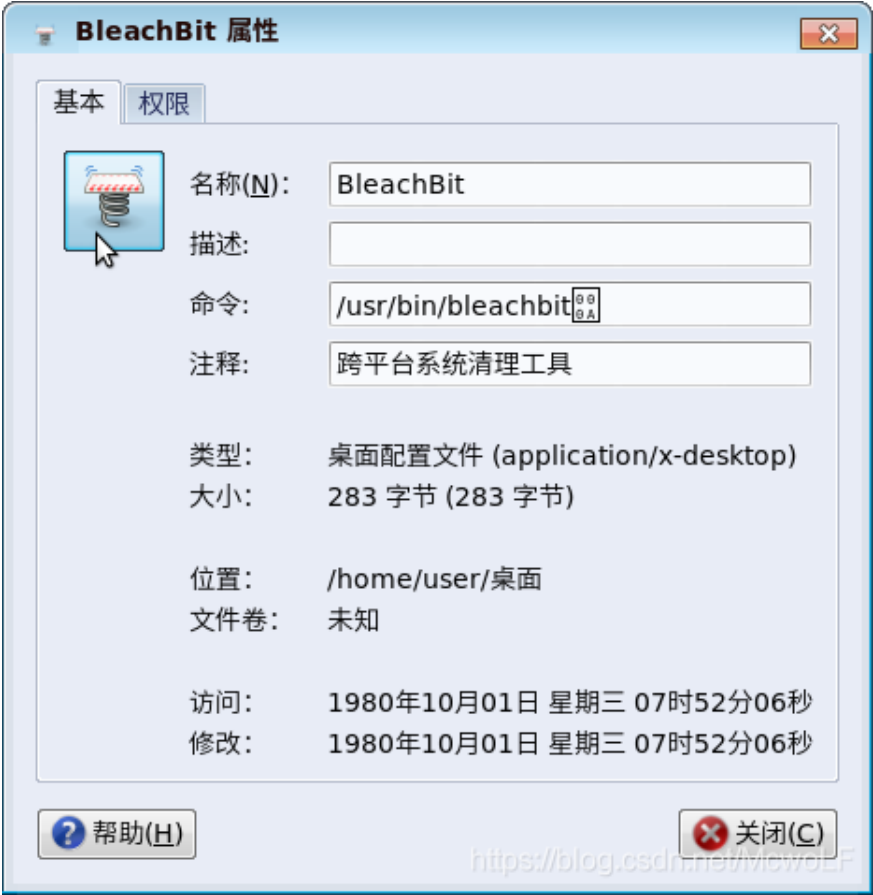 BleachBit 属性
基本 权限
名称(N)： BleachBit
描述:
命令: /usr/bin/bleachbit
注释: 跨平台系统清理工具
类型： 桌面配置文件 (application/x-desktop)
大小： 283 字节 (283 字节)
位置： /home/user/桌面
文件卷： 未知
访问： 1980年10月01日 星期三 07时52分06秒
修改： 1980年10月01日 星期三 07时52分06秒
帮助(H) 关闭(C)
https://blog.csdn.net/McwoLF